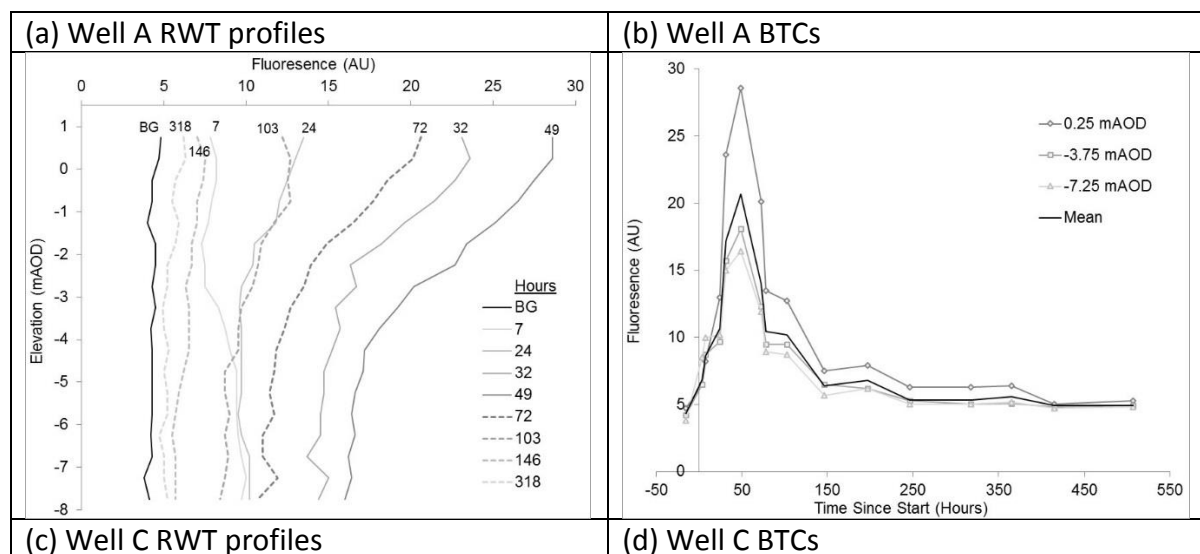 (a) Well A RWT profiles
(b) Well A BTCs
Fluoresence (AU)
0 5 10 15 20 25 30
BG 318 7 103 24 72 32 49
146
Elevation (mAOD)
1
0
-1
-2
-3
-4
-5
-6
-7
-8
Hours
BG
7
24
32
49
72
103
146
318
Fluoresence (AU)
30
25
20
15
10
5
0
0.25 mAOD
-3.75 mAOD
-7.25 mAOD
Mean
-50 50 150 250 350 450 550
Time Since Start (Hours)
(c) Well C RWT profiles
(d) Well C BTCs